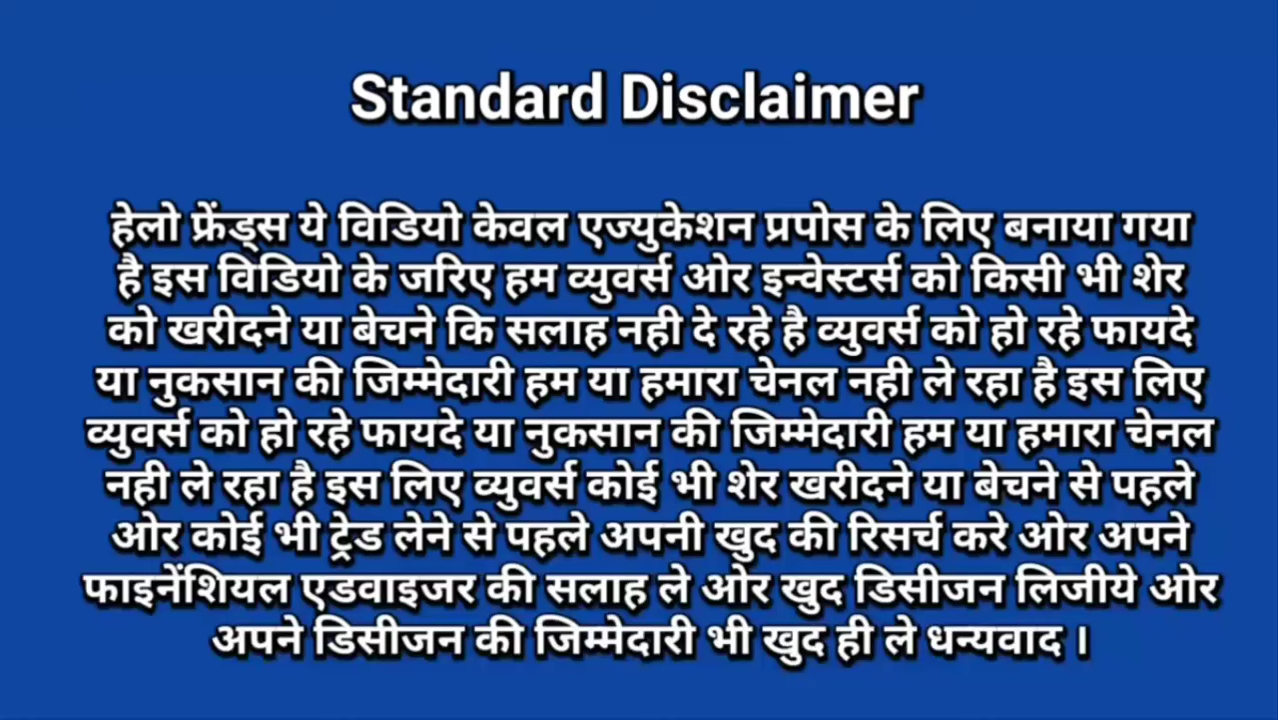 Standard Disclaimer
हेलो फ्रेंड्स ये विडियो केवल एज्युकेशन प्रपोस के लिए बनाया गया
है इस विडियो के जरिए हम व्युवर्स ओर इन्वेस्टर्स को किसी भी शेर
को खरीदने या बेचने कि सलाह नही दे रहे है व्युवर्स को हो रहे फायदे
या नुकसान की जिम्मेदारी हम या हमारा चेनल नही ले रहा है इस लिए
व्युवर्स को हो रहे फायदे या नुकसान की जिम्मेदारी हम या हमारा चेनल
नही ले रहा है इस लिए व्युवर्स कोई भी शेर खरीदने या बेचने से पहले
ओर कोई भी ट्रेड लेने से पहले अपनी खुद की रिसर्च करे ओर अपने
फाइनेंशियल एडवाइजर की सलाह ले ओर खुद डिसीजन लिजीये ओर
अपने डिसीजन की जिम्मेदारी भी खुद ही ले धन्यवाद ।